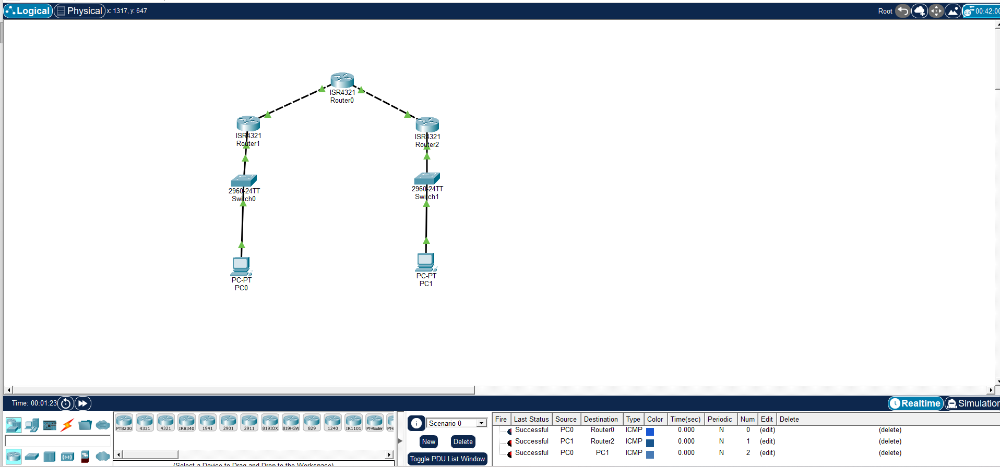 Logical Physical x: 1317, y: 647 Root 00:42:00
ISR4321
Router0
ISR4321
Router1
ISR4321
Router2
2960-24TT
Switch0
2960-24TT
Switch1
PC-PT
PC0
PC-PT
PC1
Time: 00:01:23 Realtime Simulation
PT8200 4331 4321 IR8340 1941 2901 2911 819IOX 819HGW 829 1240 IR1101 PT-Router
(Select a Device to Drag and Drop to the Workspace)
Scenario 0
New Delete
Toggle PDU List Window
Fire Last Status Source Destination Type Color Time(sec) Periodic Num Edit Delete
Successful PC0 Router0 ICMP 0.000 N 0 (edit) (delete)
Successful PC1 Router2 ICMP 0.000 N 1 (edit) (delete)
Successful PC0 PC1 ICMP 0.000 N 2 (edit) (delete)